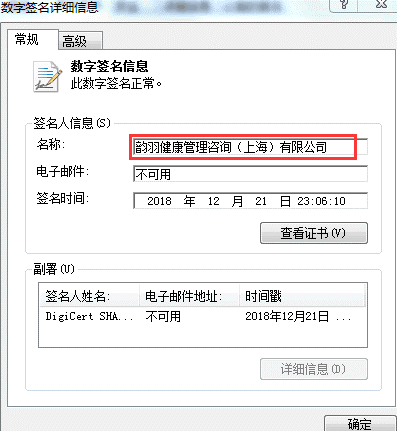 数字签名详细信息
常规
高级
数字签名信息
此数字签名正常。
签名人信息(S)
名称: 韵羽健康管理咨询（上海）有限公司
电子邮件: 不可用
签名时间: 2018 年 12 月 21 日 23:06:10
查看证书(V)
副署(U)
签名人姓名: 电子邮件地址: 时间戳
DigiCert SHA... 不可用 2018年12月21日 ...
详细信息(D)
确定